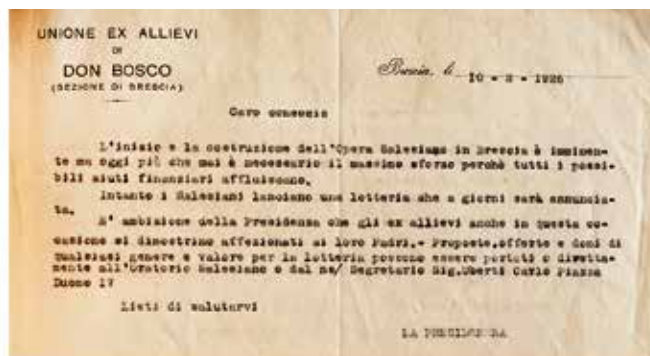 UNIONE EX ALLIEVI
DI
DON BOSCO
(SEZIONE DI BRESCIA)
Brescia, li 10 - 2 - 1926
Caro consocio
L'inizio e la costruzione dell'Opera Salesiana in Brescia è imminen-
te ma oggi più che mai è necessario il massimo sforzo perchè tutti i possi-
bili aiuti finanziari affluiscano.
Intanto i Salesiani lanciano una lotteria che a giorni sarà annuncia-
ta.
E' ambizione della Presidenza che gli ex allievi anche in questa oc-
casione si dimostrino affezionati ai loro Padri.- Proposte,offerte e doni di
qualsiasi genere e valore per la lotteria possono essere portati o diretta-
mente all'Oratorio Salesiano o dal ns/ Segretario Sig.Uberti Carlo Piazza
Duomo 17
Lieti di salutarvi
LA PRESIDENZA